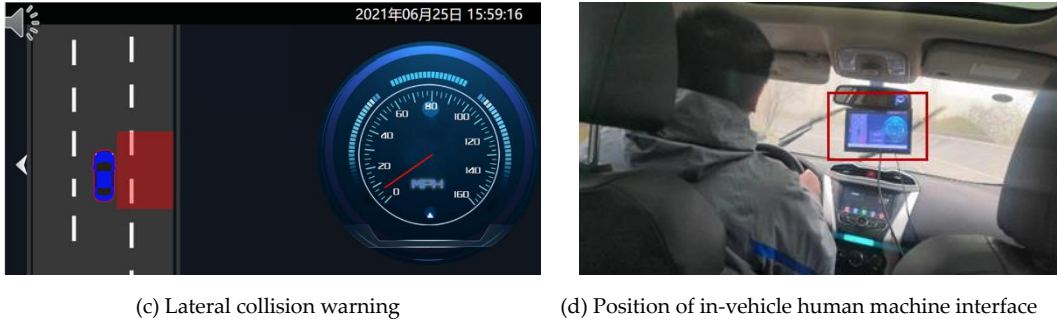 2021年06月25日 15:59:16
80
60
100
40
120
20
140
MPH
0
160
(c) Lateral collision warning
(d) Position of in-vehicle human machine interface